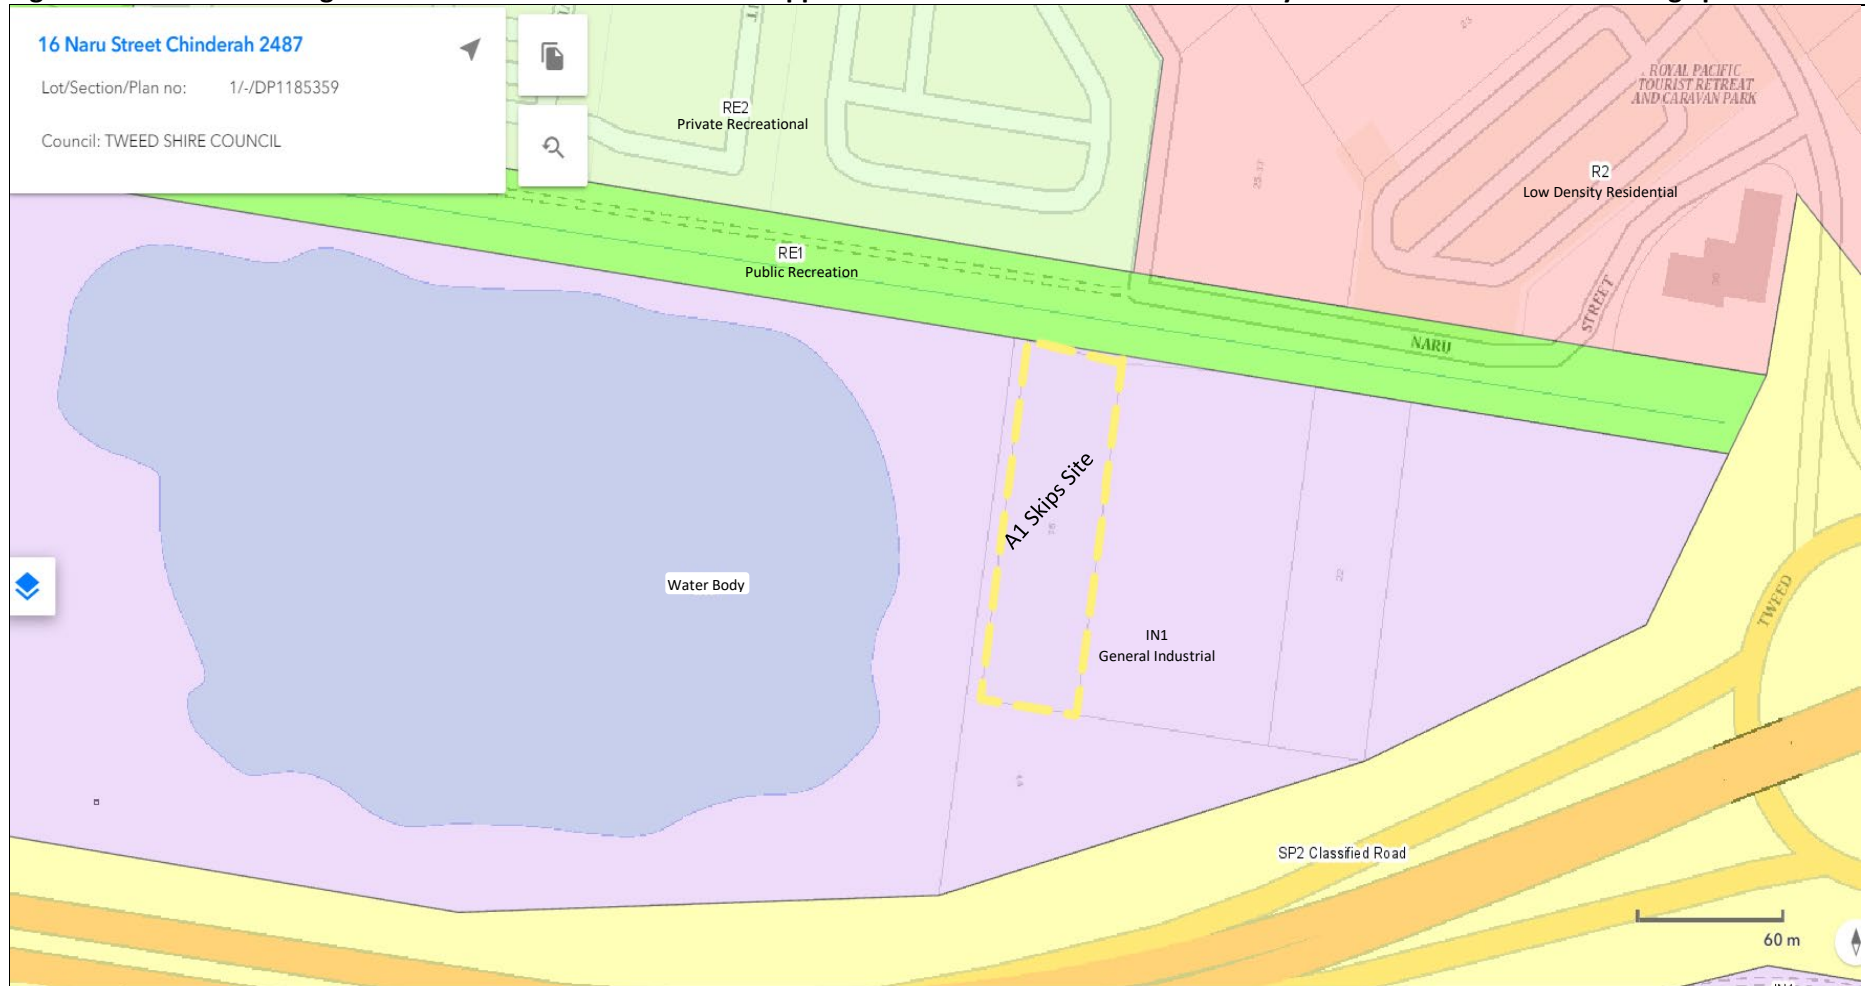 16 Naru Street Chinderah 2487
Lot/Section/Plan no: 1/-/DP1185359
Council: TWEED SHIRE COUNCIL
RE2
Private Recreational
ROYAL PACIFIC
TOURIST RETREAT
AND CARAVAN PARK
R2
Low Density Residential
RE1
Public Recreation
STREET
NARU
A1 Skips Site
Water Body
22
TWEED
IN1
General Industrial
SP2 Classified Road
60 m